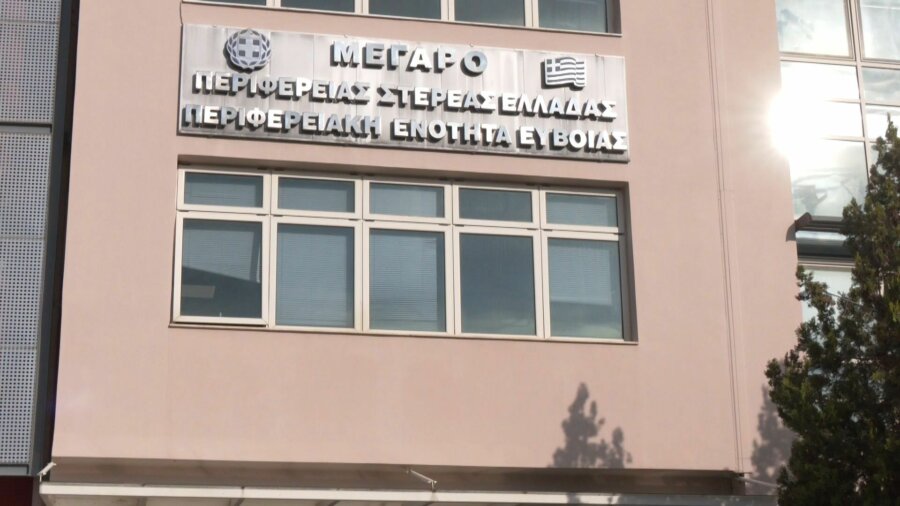 ΜΕΓΑΡΟ
ΠΕΡΙΦΕΡΕΙΑΣ ΣΤΕΡΕΑΣ ΕΛΛΑΔΑΣ
ΠΕΡΙΦΕΡΕΙΑΚΗ ΕΝΟΤΗΤΑ ΕΥΒΟΙΑΣ